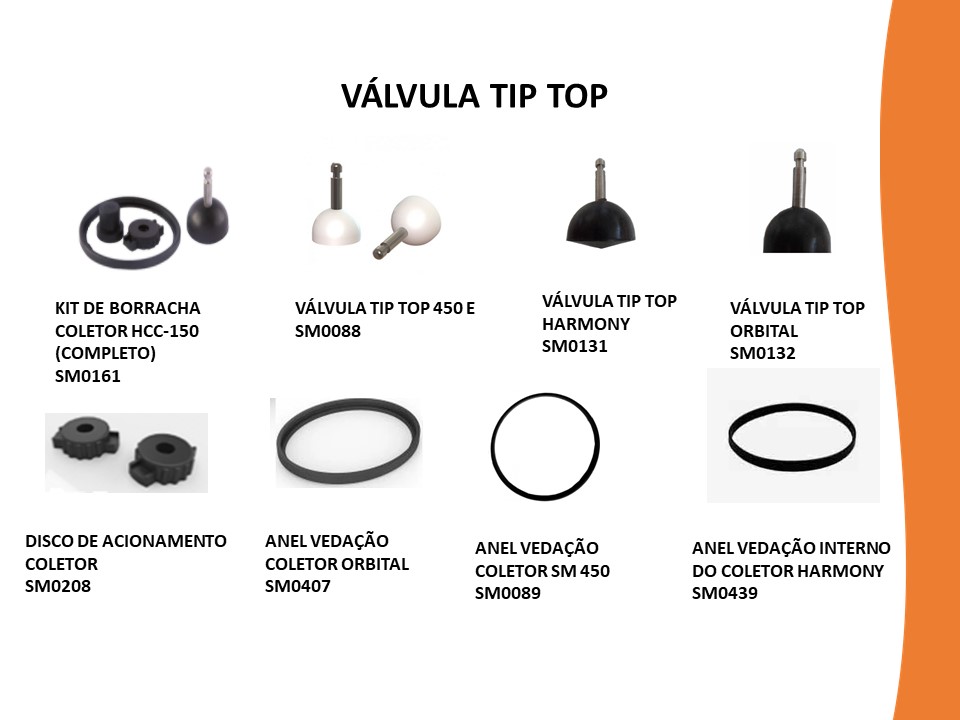 VÁLVULA TIP TOP
KIT DE BORRACHA
COLETOR HCC-150
(COMPLETO)
SM0161
VÁLVULA TIP TOP 450 E
SM0088
VÁLVULA TIP TOP
HARMONY
SM0131
VÁLVULA TIP TOP
ORBITAL
SM0132
DISCO DE ACIONAMENTO
COLETOR
SM0208
ANEL VEDAÇÃO
COLETOR ORBITAL
SM0407
ANEL VEDAÇÃO
COLETOR SM 450
SM0089
ANEL VEDAÇÃO INTERNO
DO COLETOR HARMONY
SM0439